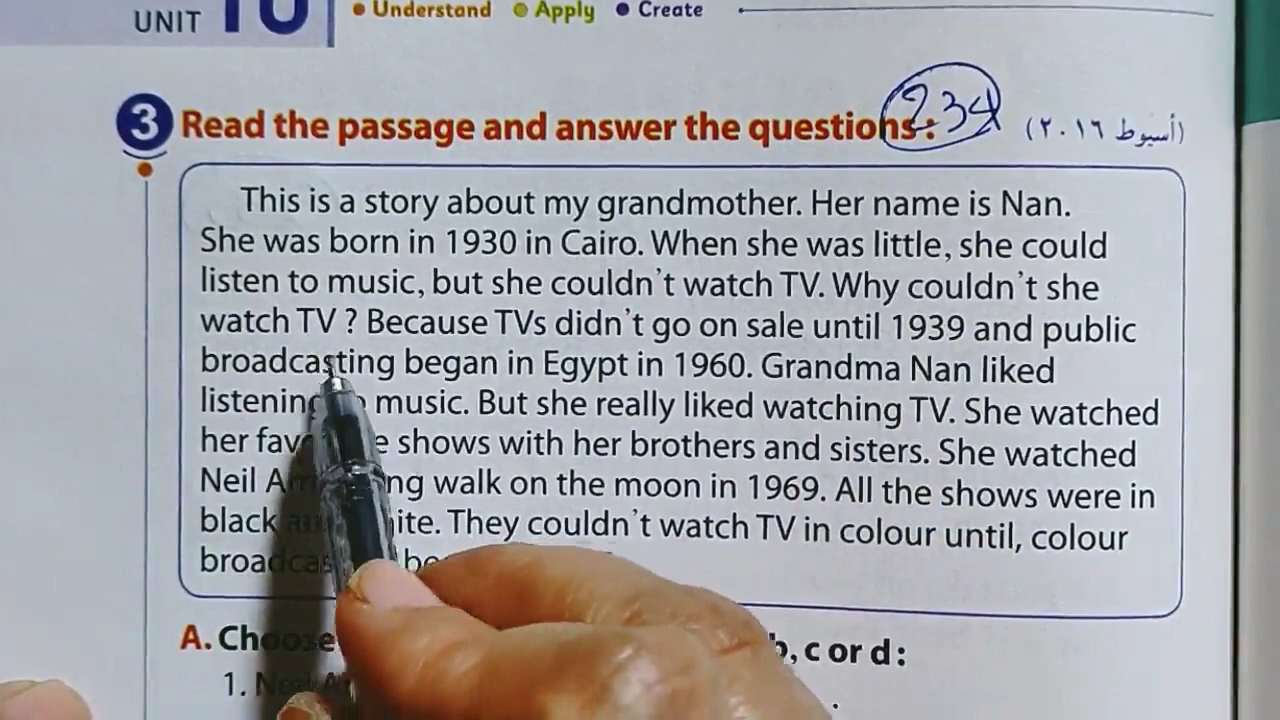 UNIT 10 • Understand • Apply • Create
3 Read the passage and answer the questions: 234 (أسيوط ٢٠١٦)
This is a story about my grandmother. Her name is Nan.
She was born in 1930 in Cairo. When she was little, she could
listen to music, but she couldn't watch TV. Why couldn't she
watch TV ? Because TVs didn't go on sale until 1939 and public
broadcasting began in Egypt in 1960. Grandma Nan liked
listening music. But she really liked watching TV. She watched
her shows with her brothers and sisters. She watched
Neil walk on the moon in 1969. All the shows were in
black They couldn't watch TV in colour until, colour
A. Choose b, c or d :
1. Neil